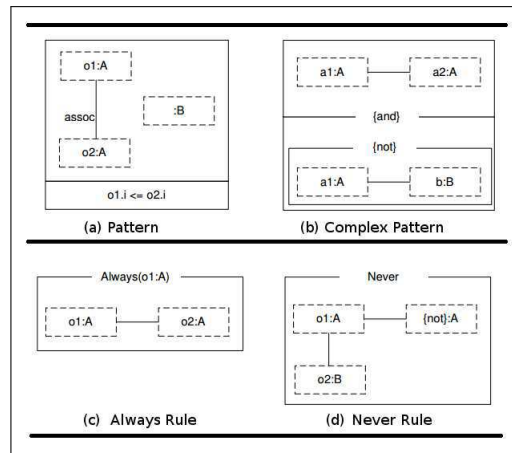 o1:A
assoc
:B
o2:A
o1.i <= o2.i
(a) Pattern
a1:A
a2:A
{and}
{not}
a1:A
b:B
(b) Complex Pattern
Always(o1:A)
o1:A
o2:A
(c) Always Rule
Never
o1:A
{not}:A
o2:B
(d) Never Rule